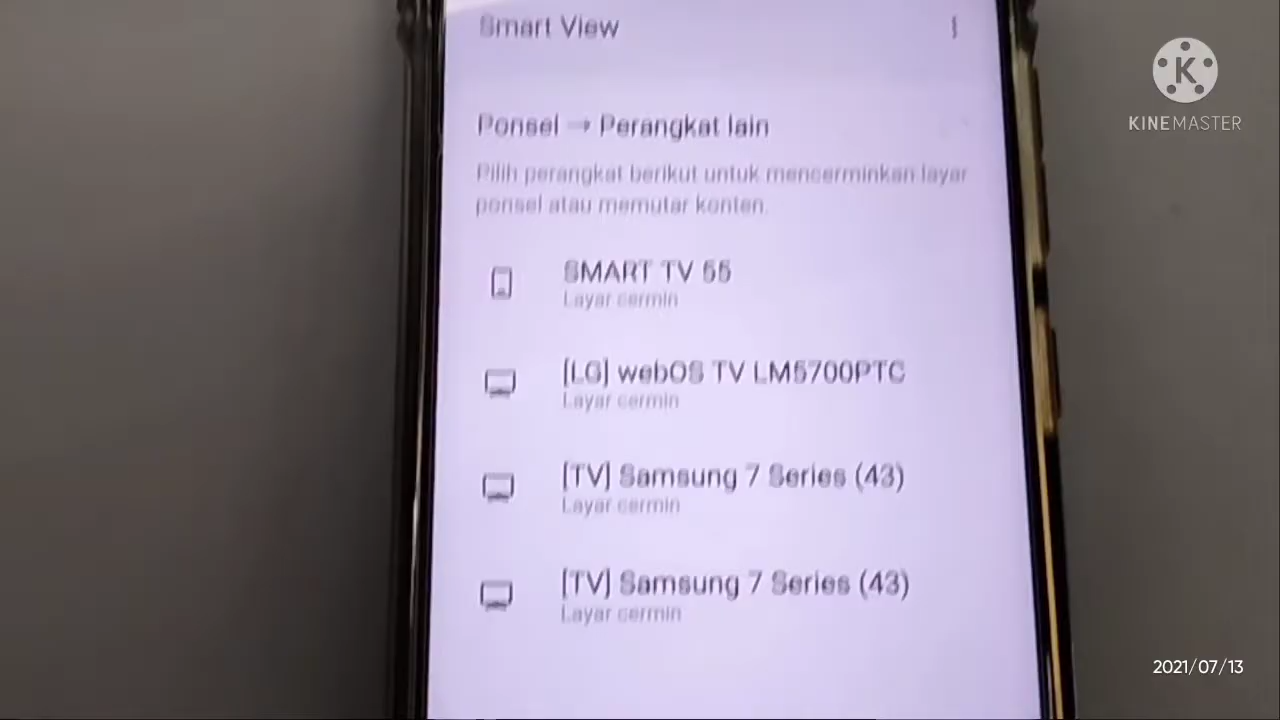 Smart View
KINEMASTER
Ponsel → Perangkat lain
Pilih perangkat berikut untuk mencerminkan layar
ponsel atau memutar konten.
SMART TV 55
Layar cermin
[LG] webOS TV LM5700PTC
Layar cermin
[TV] Samsung 7 Series (43)
Layar cermin
[TV] Samsung 7 Series (43)
Layar cermin
2021/07/13